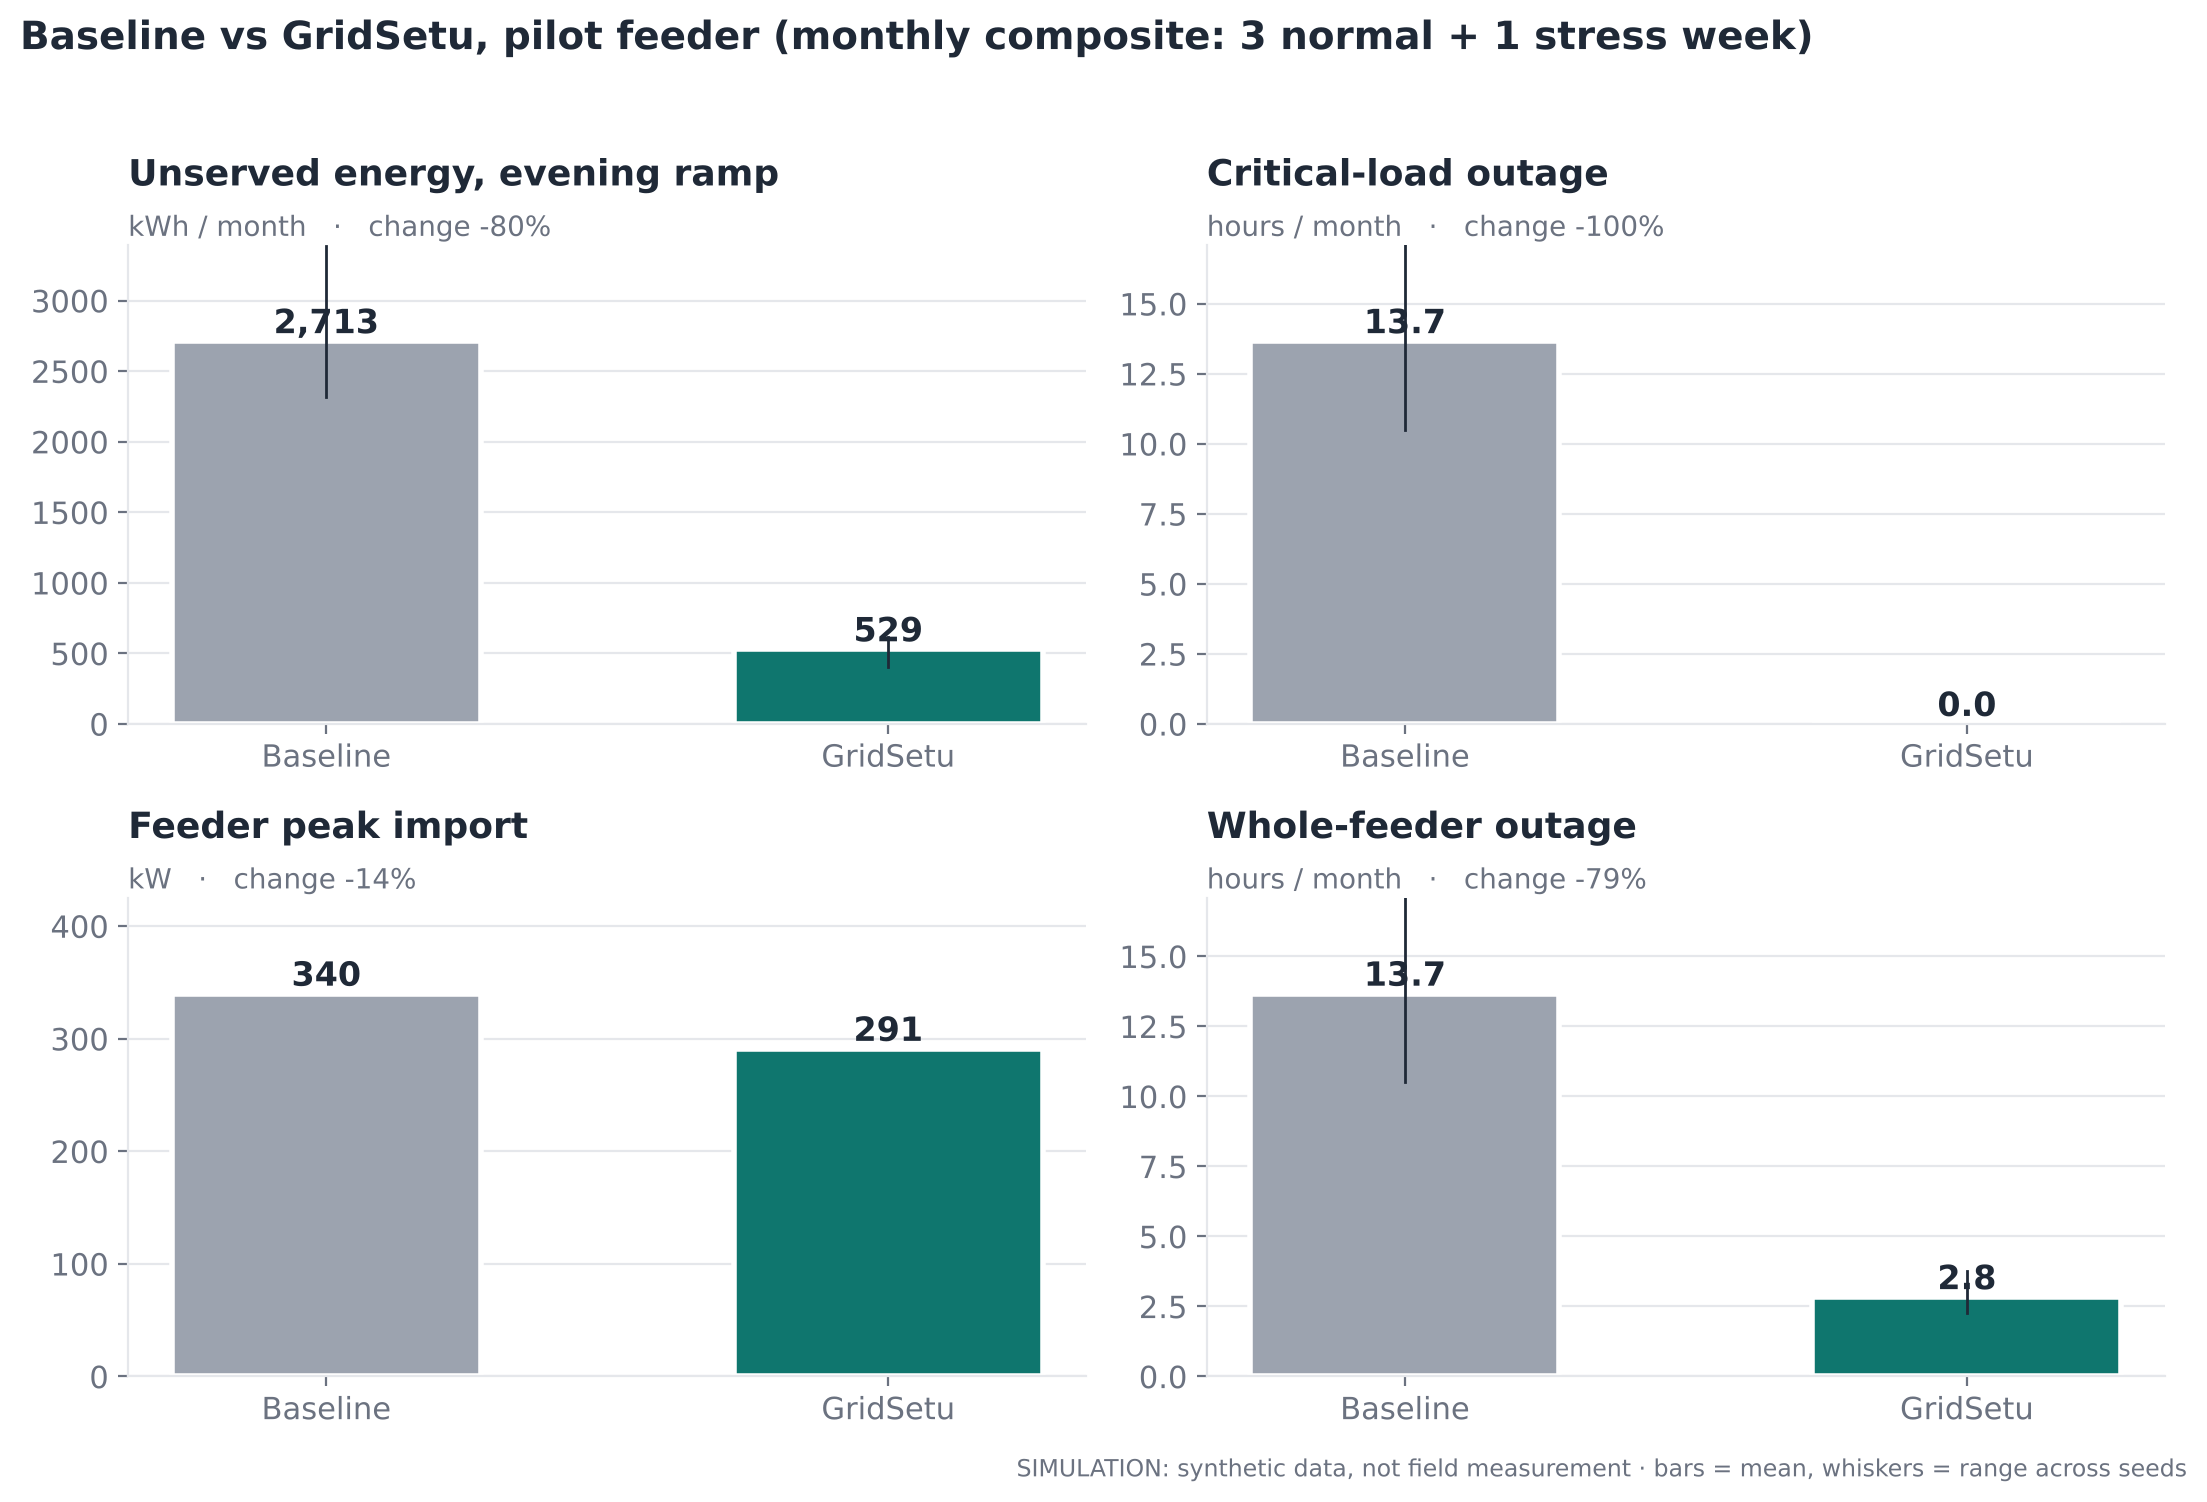 Baseline vs GridSetu, pilot feeder (monthly composite: 3 normal + 1 stress week)
Unserved energy, evening ramp
kWh / month · change -80%
3000
2500
2000
1500
1000
500
0
2,713
529
Baseline
GridSetu
Critical-load outage
hours / month · change -100%
15.0
12.5
10.0
7.5
5.0
2.5
0.0
13.7
0.0
Baseline
GridSetu
Feeder peak import
kW · change -14%
400
300
200
100
0
340
291
Baseline
GridSetu
Whole-feeder outage
hours / month · change -79%
15.0
12.5
10.0
7.5
5.0
2.5
0.0
13.7
2.8
Baseline
GridSetu
SIMULATION: synthetic data, not field measurement · bars = mean, whiskers = range across seeds